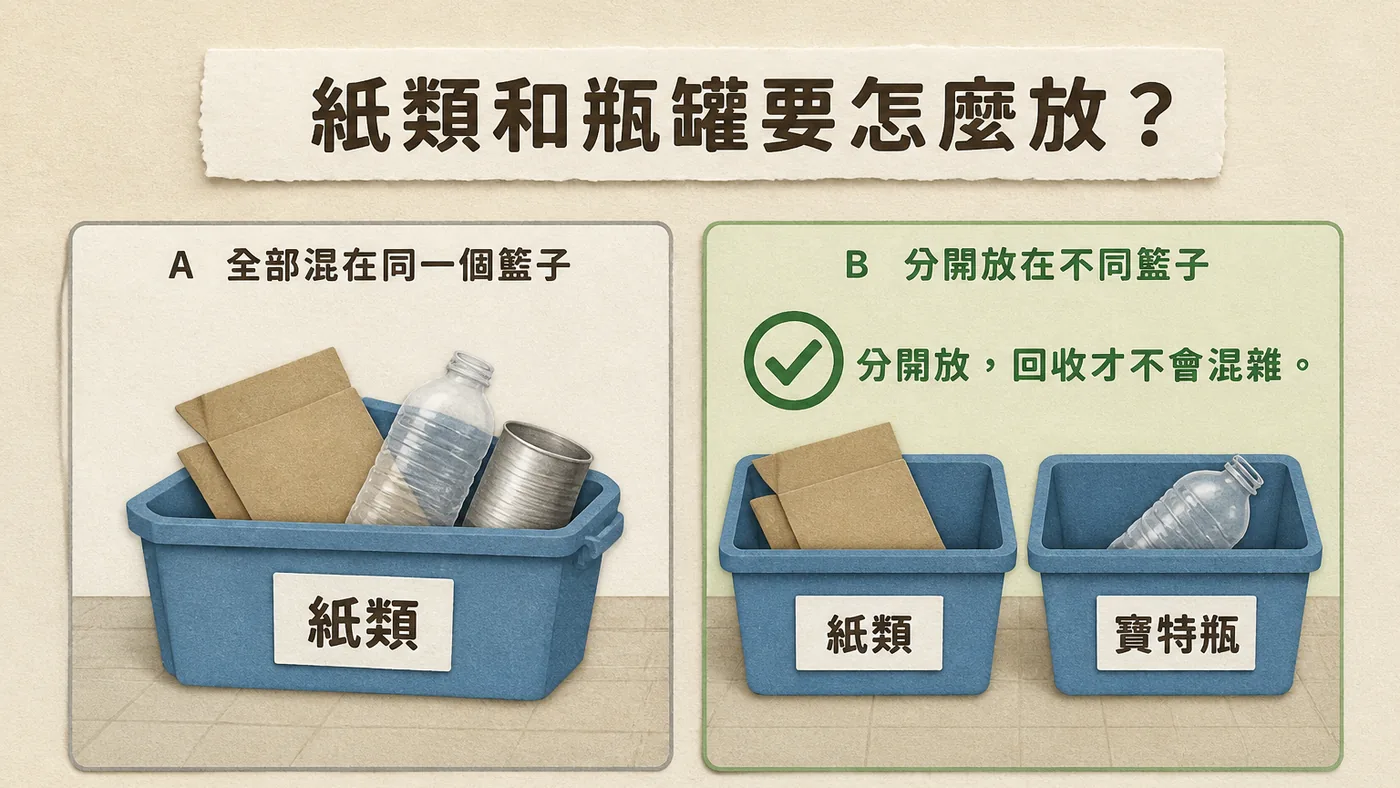 紙類和瓶罐要怎麼放？
A 全部混在同一個籃子
紙類
B 分開放在不同籃子
分開放，回收才不會混雜。
紙類
寶特瓶